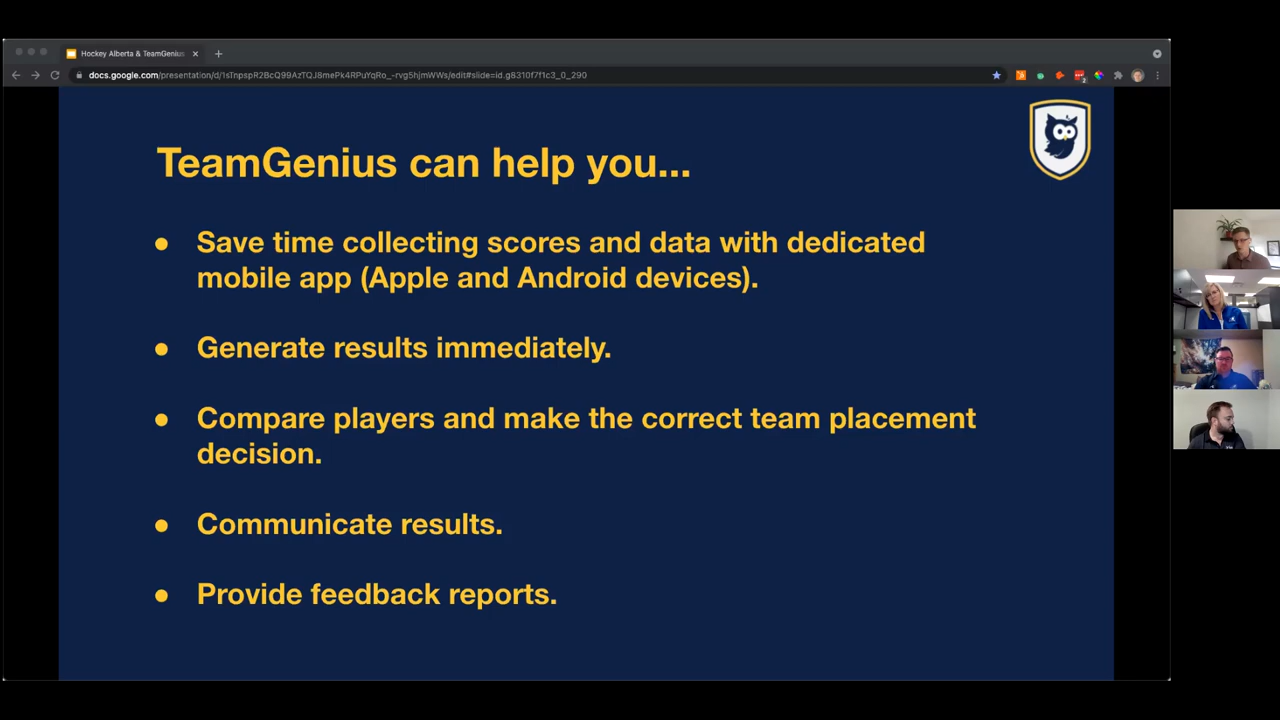 Hockey Alberta & TeamGenius
docs.google.com/presentation/d/1sTnpspR2BcQ99AzTQJ8mePk4RPuYqRo_-rvg5hjmWWs/edit#slide=id.g8310f7f1c3_0_290
TeamGenius can help you...
● Save time collecting scores and data with dedicated
mobile app (Apple and Android devices).
● Generate results immediately.
● Compare players and make the correct team placement
decision.
● Communicate results.
● Provide feedback reports.